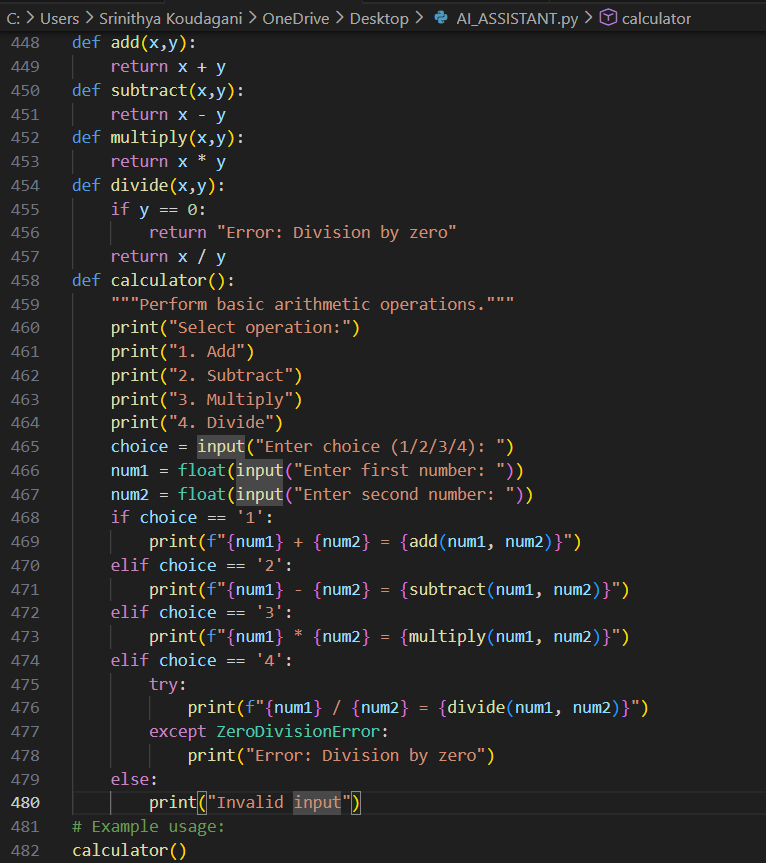 C: > Users > Srinithya Koudagani > OneDrive > Desktop > AI_ASSISTANT.py > calculator
448 def add(x,y):
449     return x + y
450 def subtract(x,y):
451     return x - y
452 def multiply(x,y):
453     return x * y
454 def divide(x,y):
455     if y == 0:
456         return "Error: Division by zero"
457     return x / y
458 def calculator():
459     """Perform basic arithmetic operations."""
460     print("Select operation:")
461     print("1. Add")
462     print("2. Subtract")
463     print("3. Multiply")
464     print("4. Divide")
465     choice = input("Enter choice (1/2/3/4): ")
466     num1 = float(input("Enter first number: "))
467     num2 = float(input("Enter second number: "))
468     if choice == '1':
469         print(f"{num1} + {num2} = {add(num1, num2)}")
470     elif choice == '2':
471         print(f"{num1} - {num2} = {subtract(num1, num2)}")
472     elif choice == '3':
473         print(f"{num1} * {num2} = {multiply(num1, num2)}")
474     elif choice == '4':
475         try:
476             print(f"{num1} / {num2} = {divide(num1, num2)}")
477         except ZeroDivisionError:
478             print("Error: Division by zero")
479     else:
480         print("Invalid input")
481 # Example usage:
482 calculator()